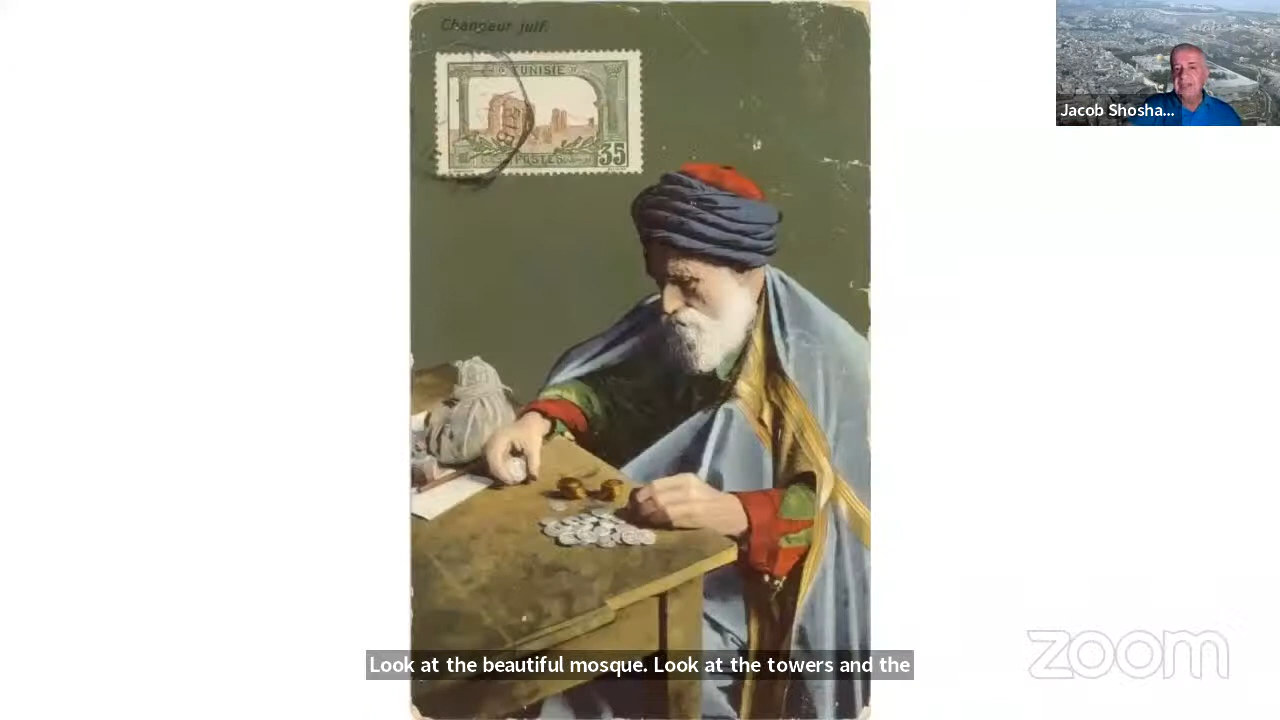 Changeur juif.
TUNISIE
POSTES
35
Jacob Shosha...
Look at the beautiful mosque. Look at the towers and the
zoom